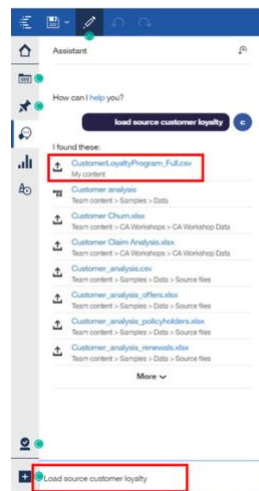 Assistant
How can I help you?
load source customer loyalty
c
I found these:
CustomerLoyaltyProgram_Full.csv
My content
Customer analysis
Team content > Samples > Data
Customer Churn.xlsx
Team content > CA Workshops > CA Workshop Data
Customer Claim Analysis.xlsx
Team content > CA Workshops > CA Workshop Data
Customer_analysis.csv
Team content > Samples > Data > Source files
Customer_analysis_offers.xlsx
Team content > Samples > Data > Source files
Customer_analysis_policyholders.xlsx
Team content > Samples > Data > Source files
Customer_analysis_renewals.xlsx
Team content > Samples > Data > Source files
More
Load source customer loyalty